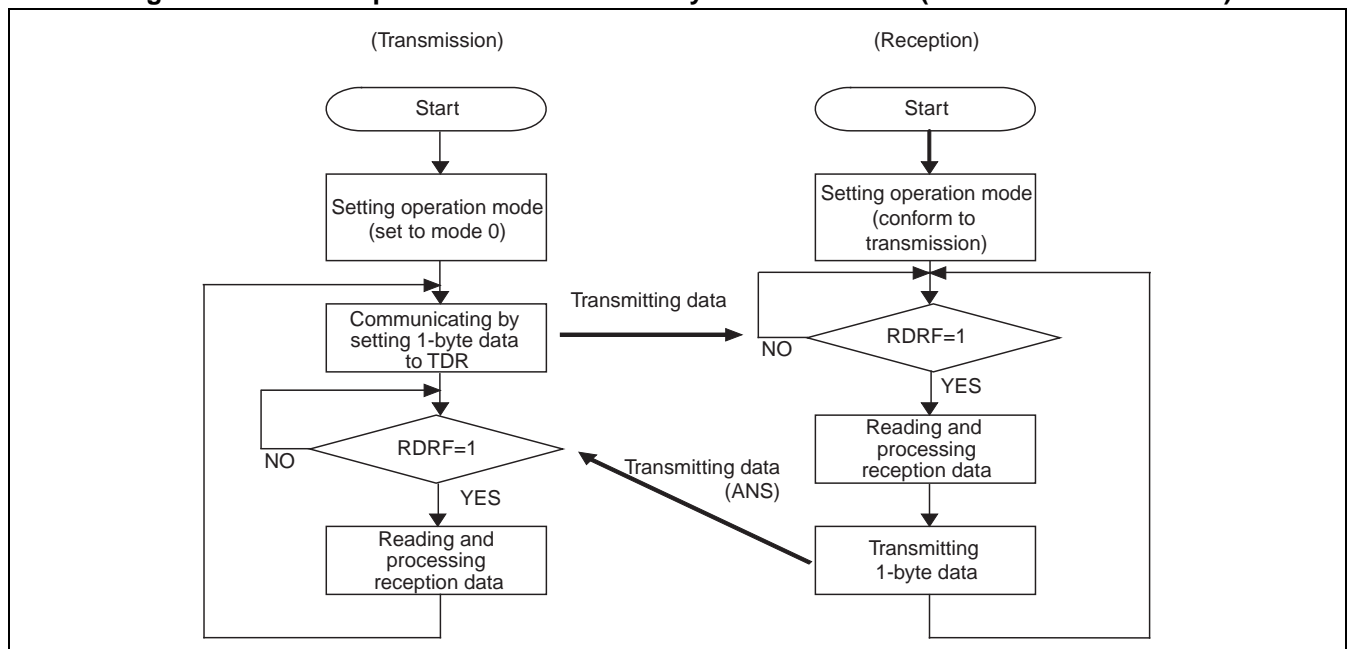 (Transmission)
(Reception)
Start
Start
Setting operation mode
(set to mode 0)
Setting operation mode
(conform to
transmission)
Communicating by
setting 1-byte data
to TDR
Transmitting data
RDRF=1
NO
YES
RDRF=1
NO
YES
Transmitting data
(ANS)
Reading and
processing
reception data
Reading and
processing
reception data
Transmitting
1-byte data